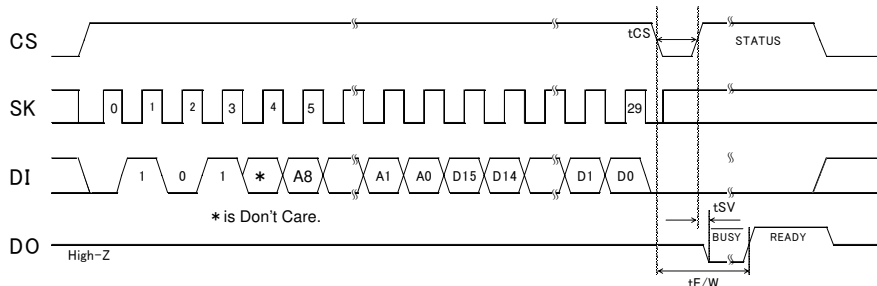 CS tCS STATUS
SK 0 1 2 3 4 5 29
DI 1 0 1 * A8 A1 A0 D15 D14 D1 D0
* is Don't Care.
tSV
DO High-Z BUSY READY
tE/W